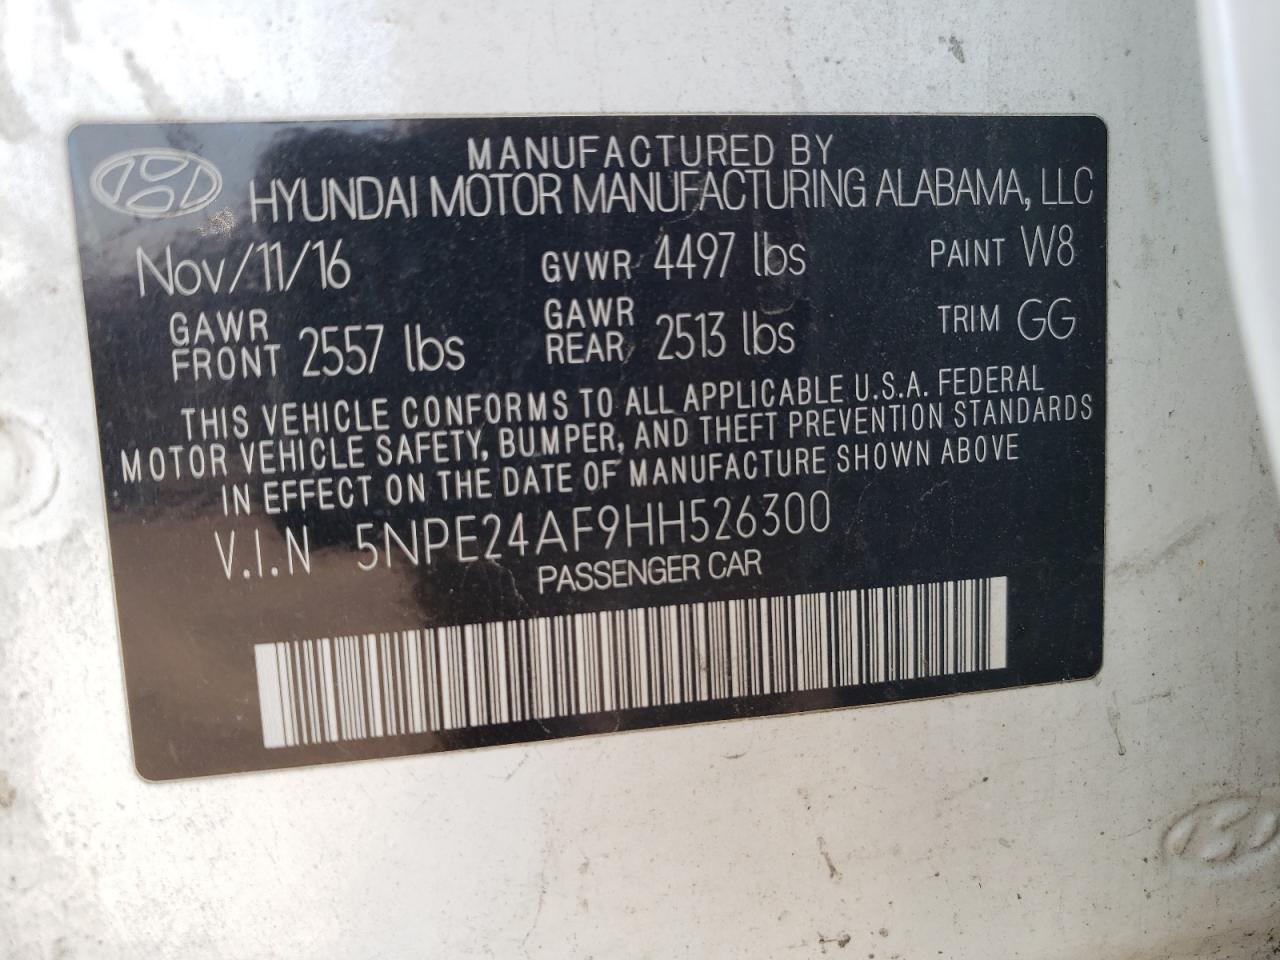 MANUFACTURED BY
HYUNDAI MOTOR MANUFACTURING ALABAMA, LLC
Nov/11/16 GVWR 4497 lbs PAINT W8
GAWR FRONT 2557 lbs GAWR REAR 2513 lbs TRIM GG
THIS VEHICLE CONFORMS TO ALL APPLICABLE U.S.A. FEDERAL
MOTOR VEHICLE SAFETY, BUMPER, AND THEFT PREVENTION STANDARDS
IN EFFECT ON THE DATE OF MANUFACTURE SHOWN ABOVE
V.I.N 5NPE24AF9HH526300
PASSENGER CAR